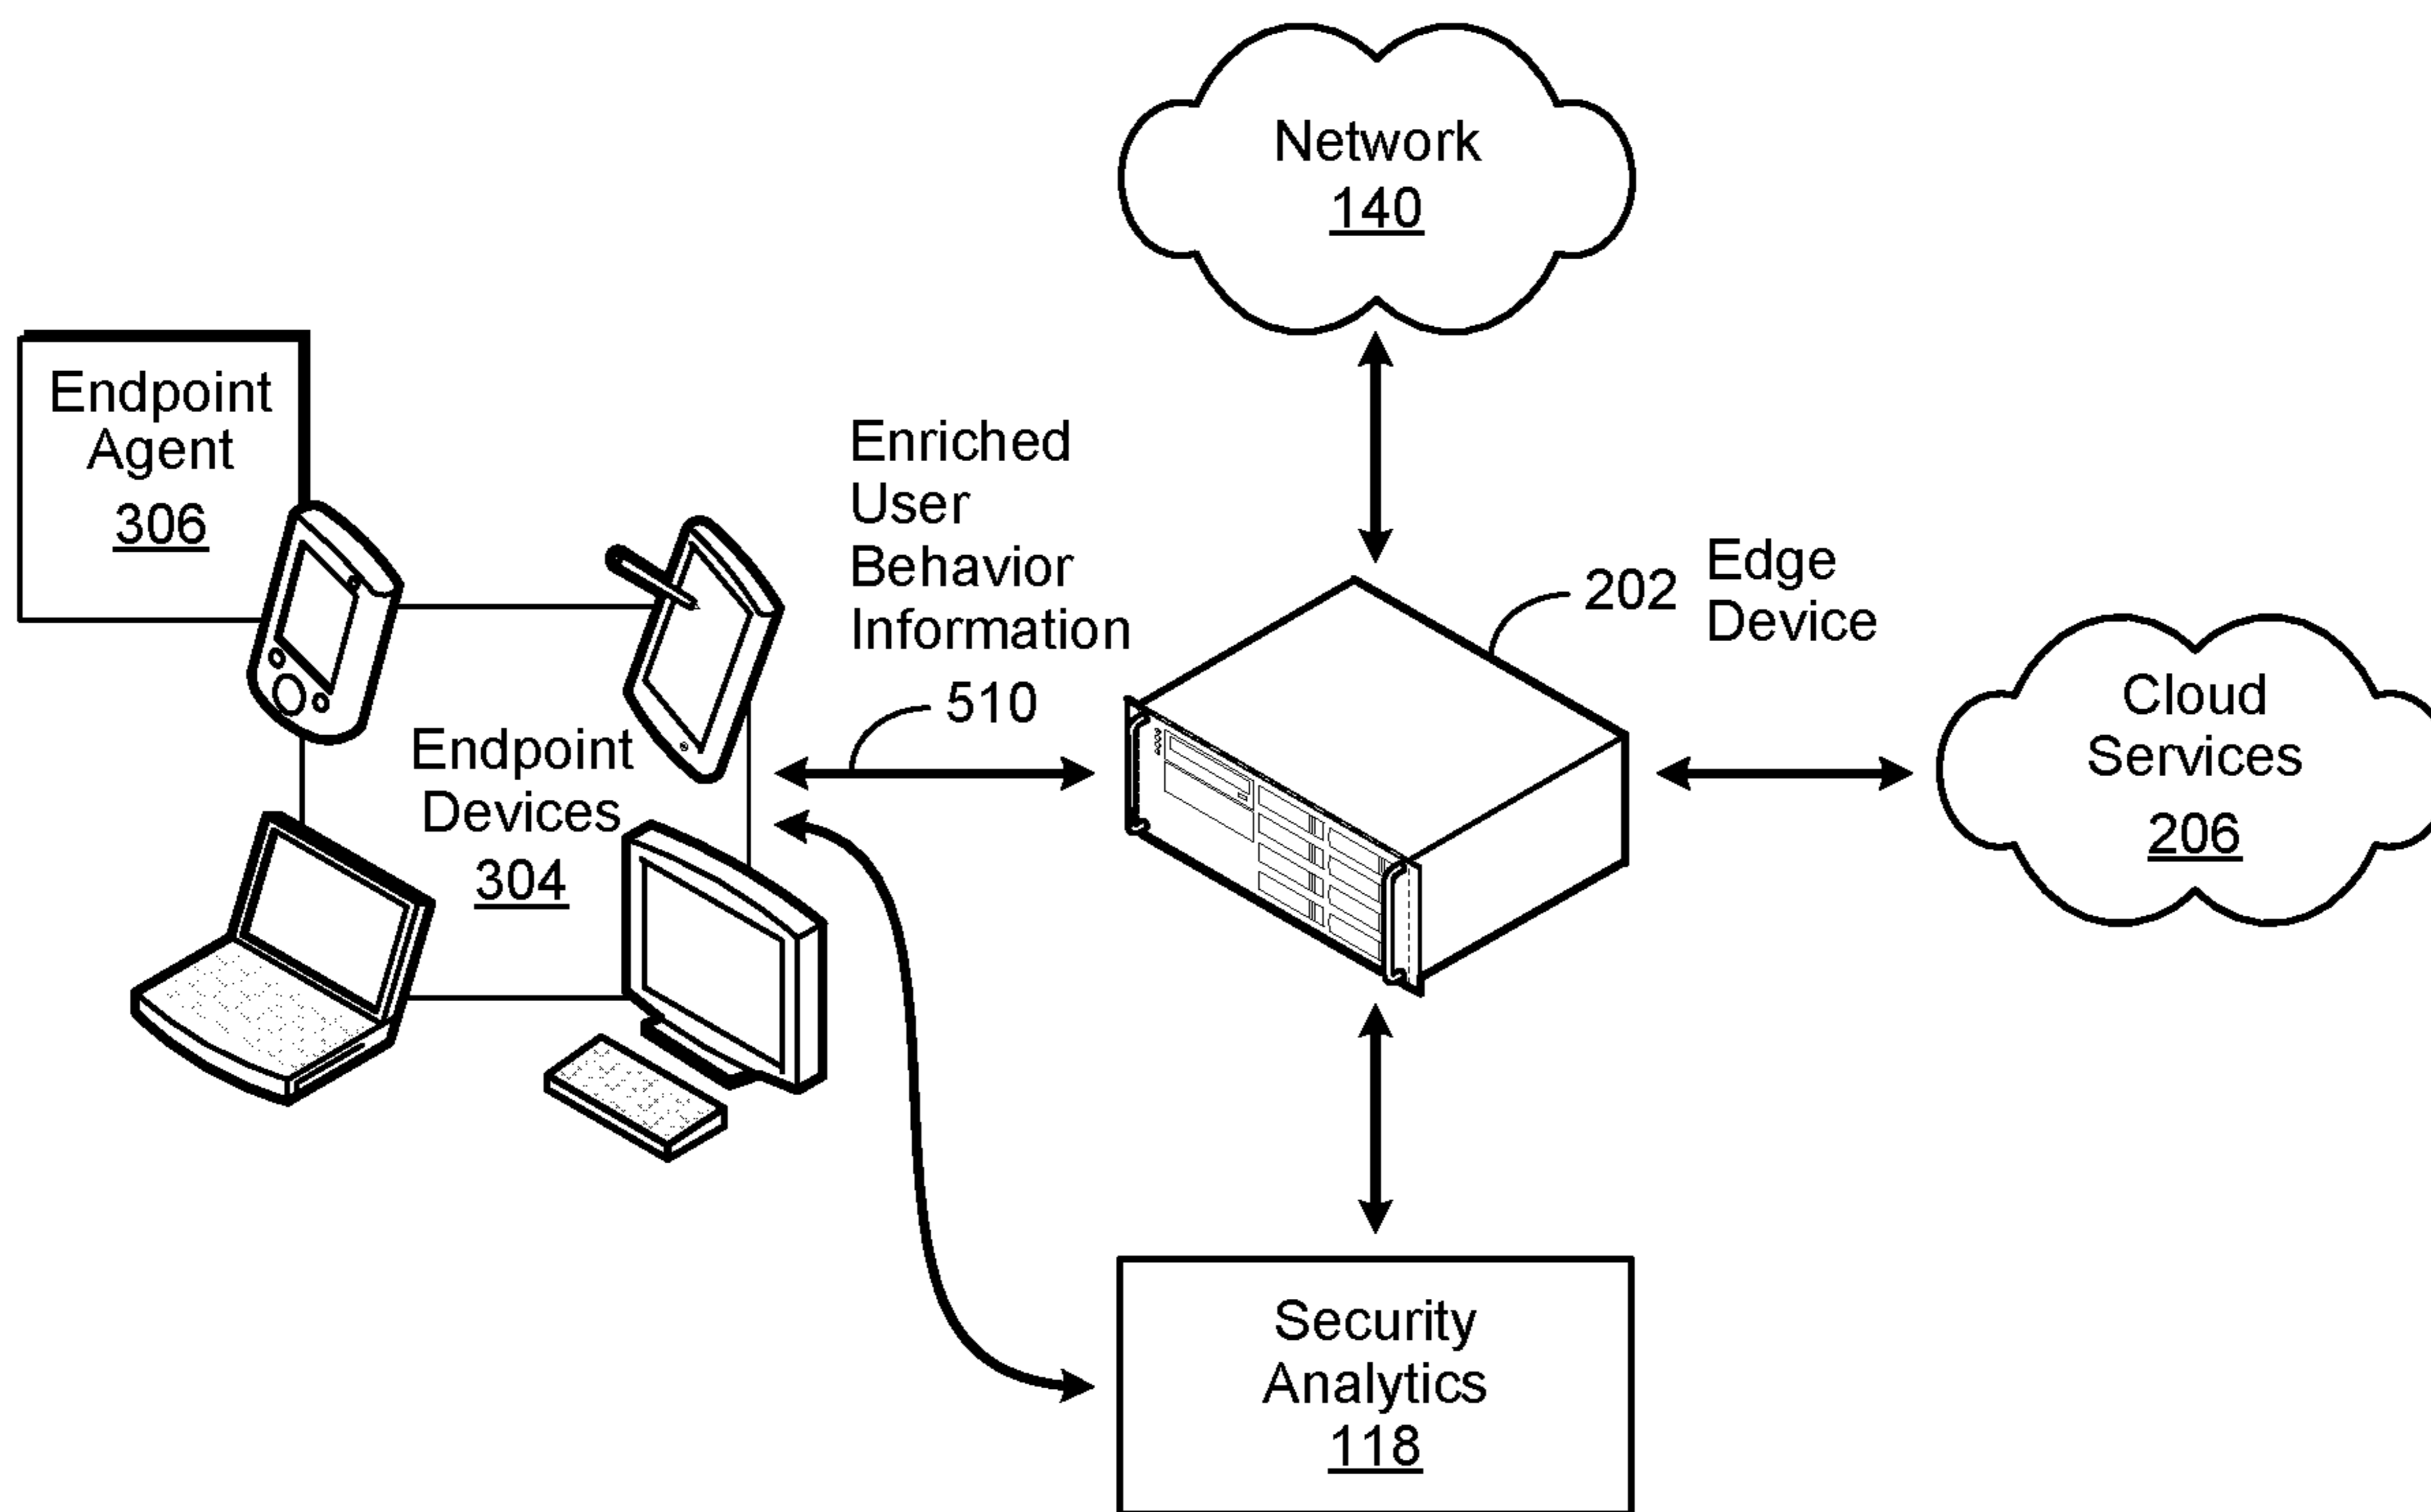 Network
140
Endpoint
Agent
306
Enriched
User
Behavior
Information
510
202
Edge
Device
Cloud
Services
206
Endpoint
Devices
304
Security
Analytics
118